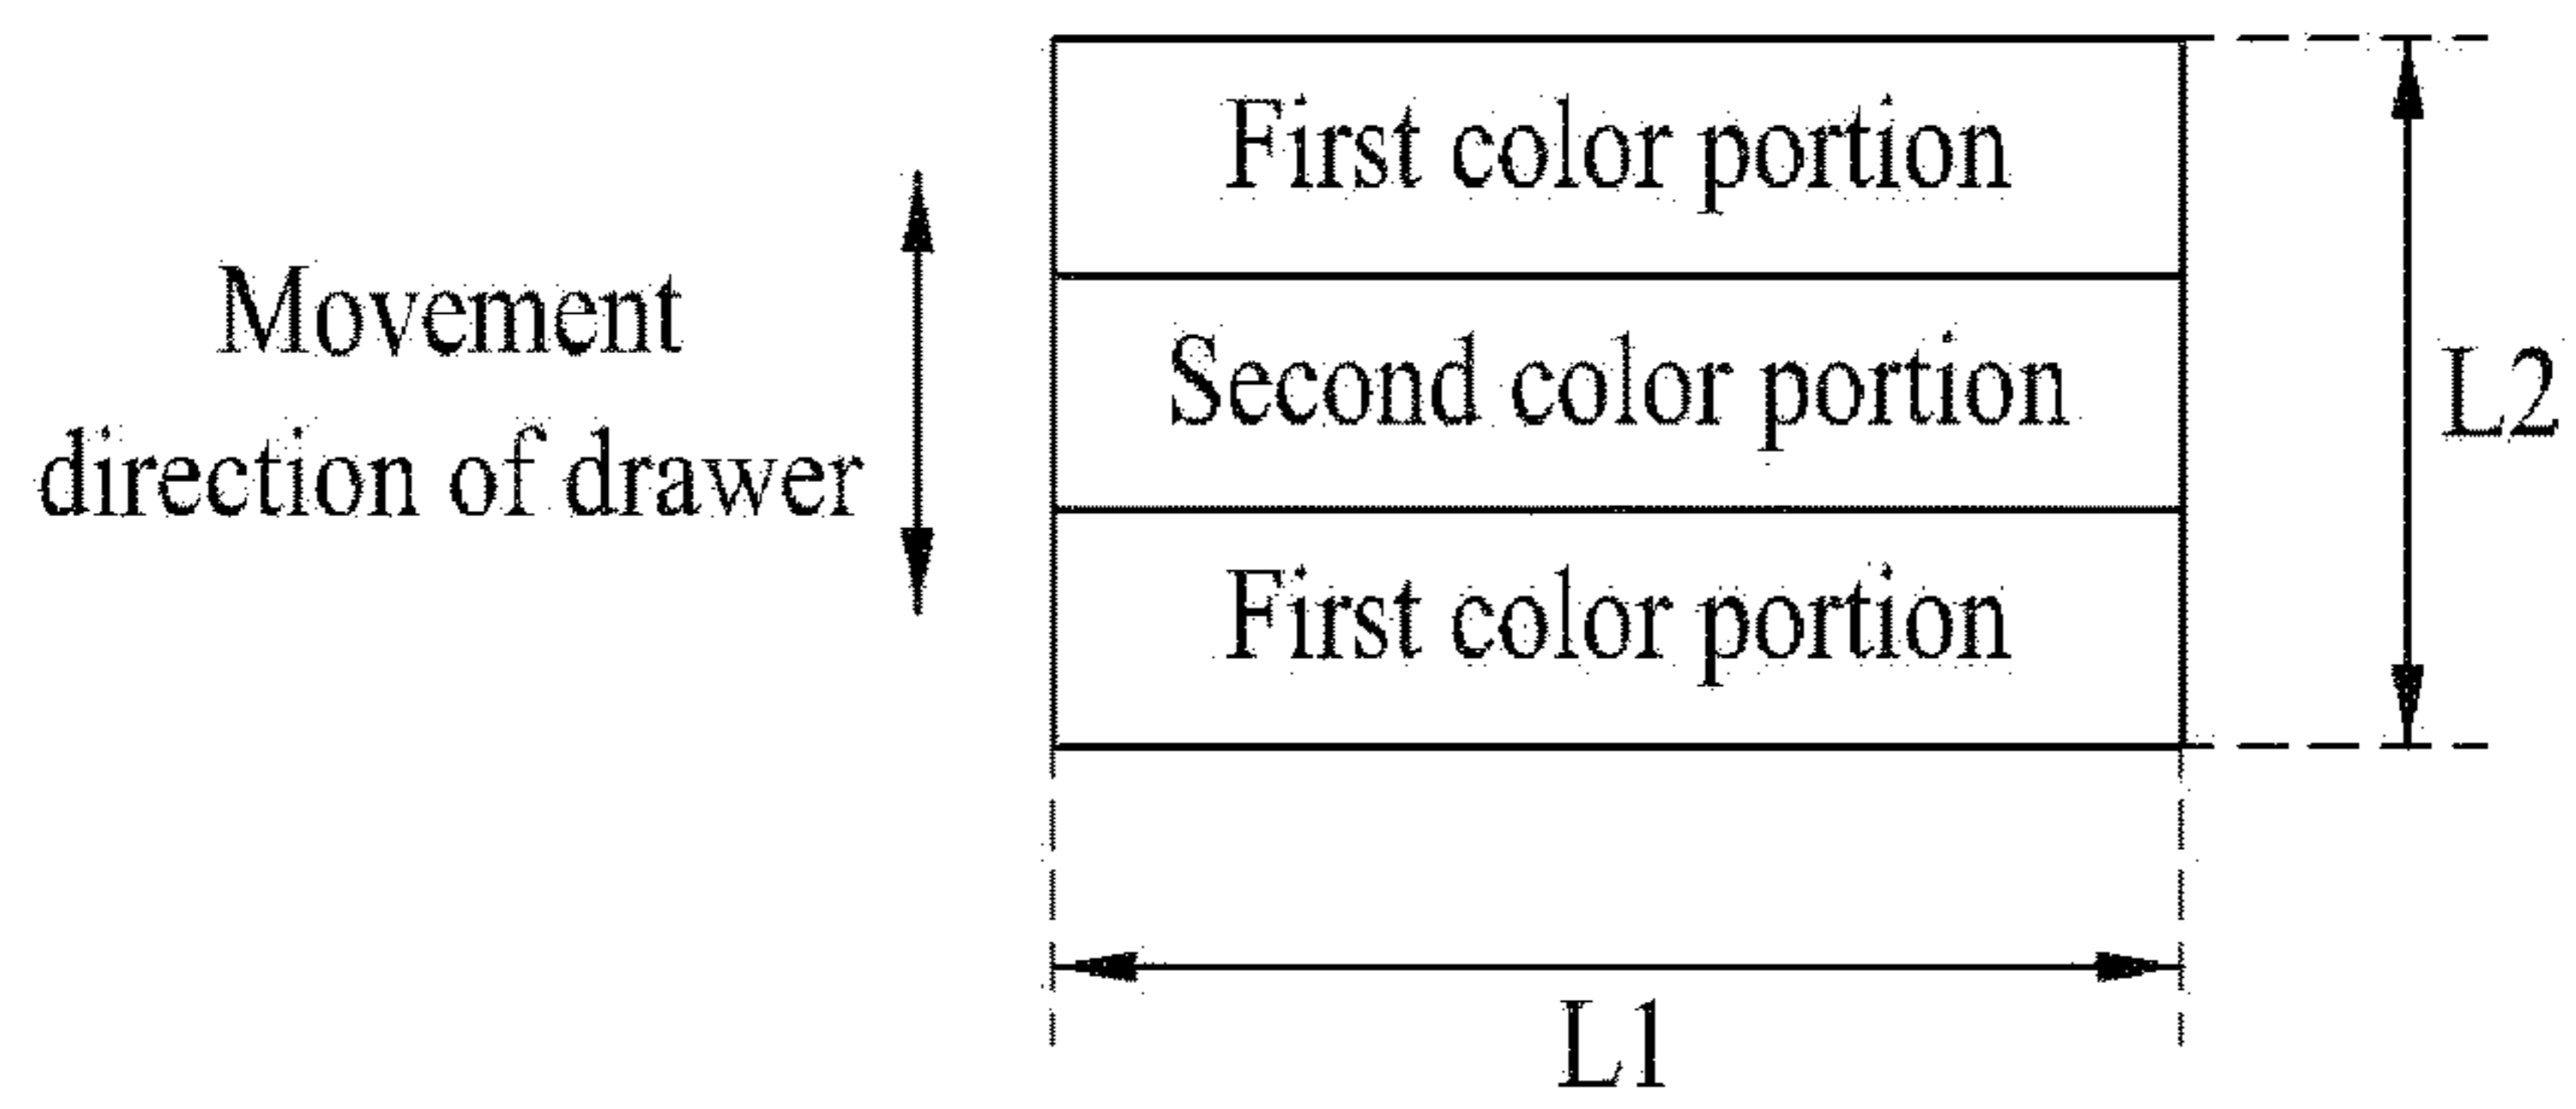 First color portion
Movement
direction of drawer
Second color portion
L2
First color portion
L1